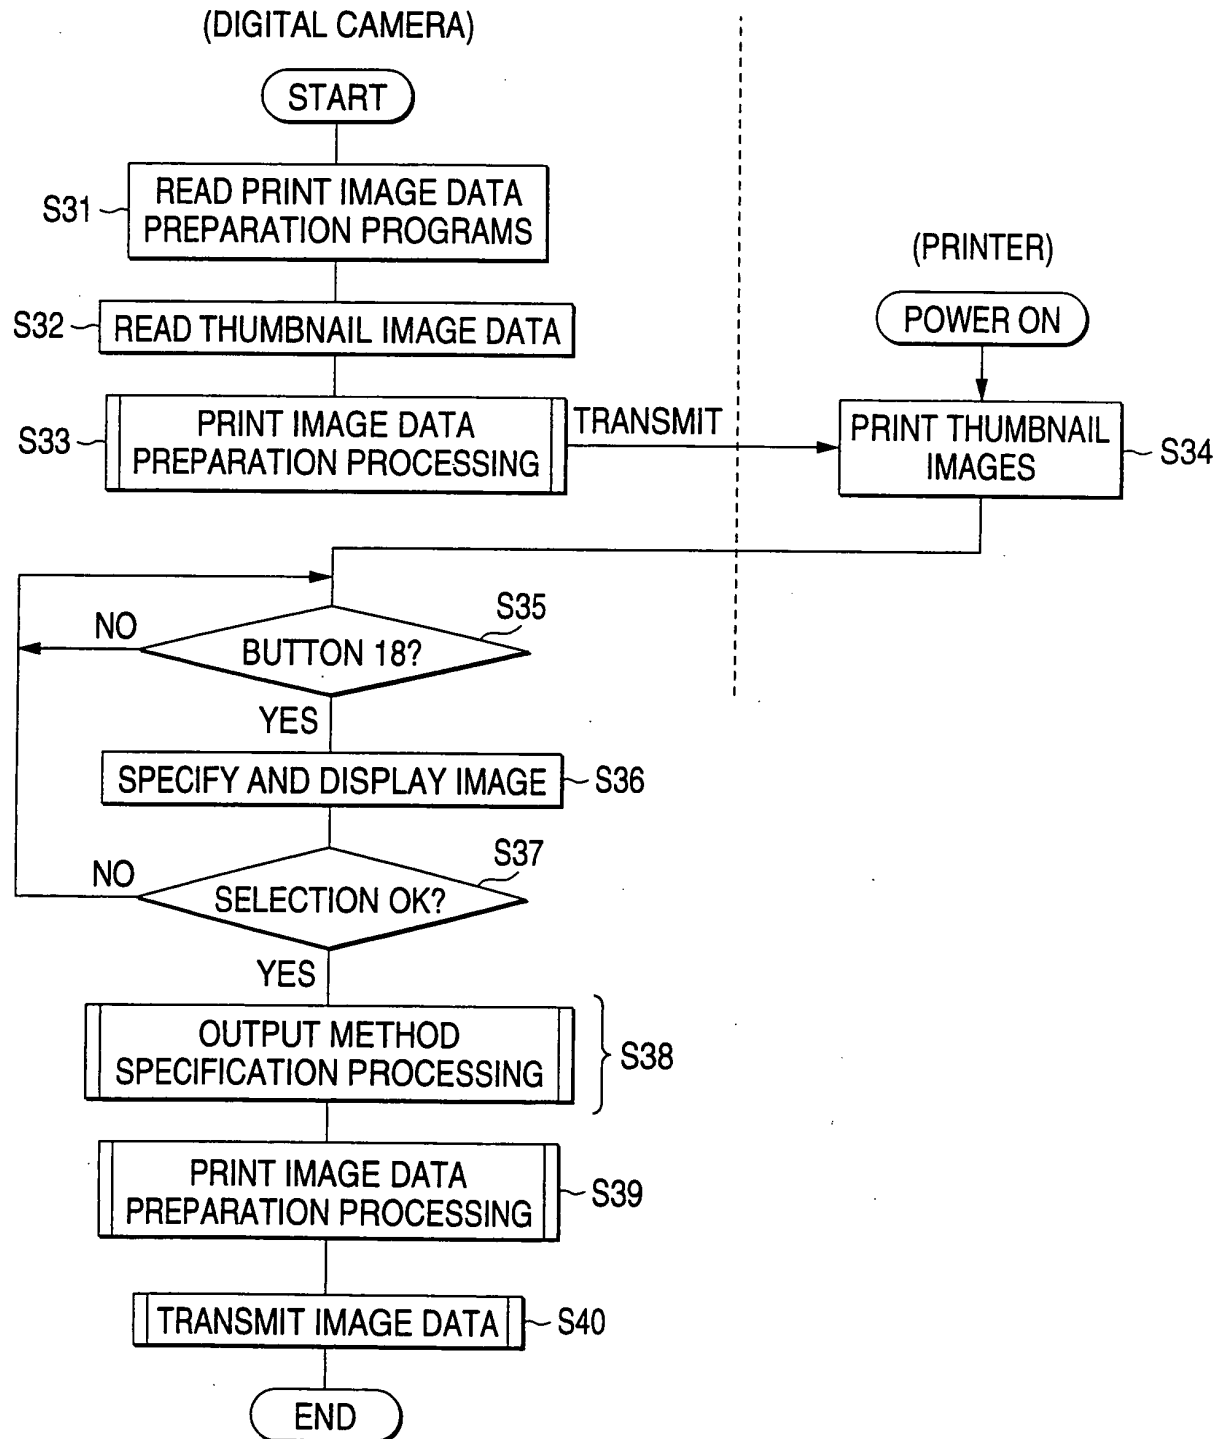 (DIGITAL CAMERA)
START
S31
READ PRINT IMAGE DATA
PREPARATION PROGRAMS
S32
READ THUMBNAIL IMAGE DATA
S33
PRINT IMAGE DATA
PREPARATION PROCESSING
TRANSMIT
(PRINTER)
POWER ON
PRINT THUMBNAIL
IMAGES
S34
S35
NO
BUTTON 18?
YES
SPECIFY AND DISPLAY IMAGE
S36
S37
NO
SELECTION OK?
YES
OUTPUT METHOD
SPECIFICATION PROCESSING
S38
PRINT IMAGE DATA
PREPARATION PROCESSING
S39
TRANSMIT IMAGE DATA
S40
END